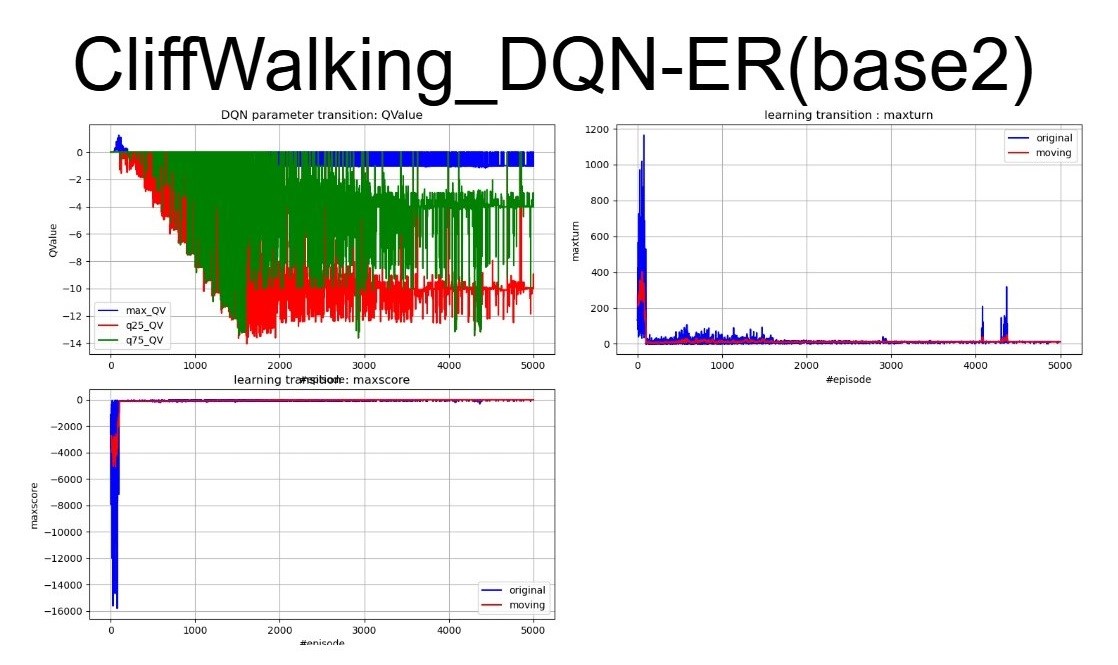 CliffWalking_DQN-ER(base2)
DQN parameter transition: QValue
0
−2
−4
−6
−8
−10
−12
−14
QValue
max_QV
q25_QV
q75_QV
0 1000 2000 3000 4000 5000
#episode
learning transition : maxturn
1200
1000
800
600
400
200
0
maxturn
original
moving
0 1000 2000 3000 4000 5000
#episode
learning transition : maxscore
0
−2000
−4000
−6000
−8000
−10000
−12000
−14000
−16000
maxscore
original
moving
0 1000 2000 3000 4000 5000
#episode